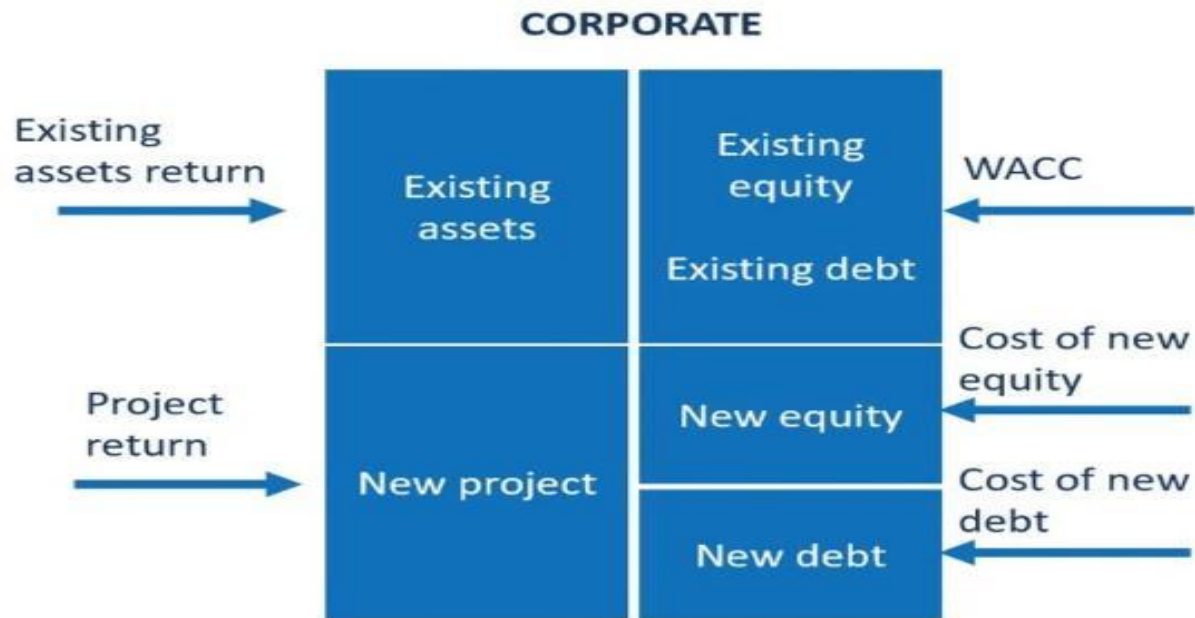 CORPORATE
Existing
assets return
Existing
assets
Existing
equity
Existing debt
WACC
Project
return
New project
New equity
New debt
Cost of new
equity
Cost of new
debt